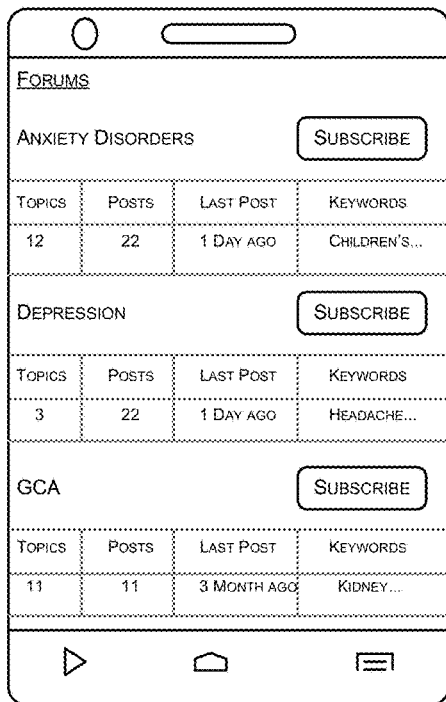 FORUMS
ANXIETY DISORDERS SUBSCRIBE
TOPICS POSTS LAST POST KEYWORDS
12 22 1 DAY AGO CHILDREN'S...
DEPRESSION SUBSCRIBE
TOPICS POSTS LAST POST KEYWORDS
3 22 1 DAY AGO HEADACHE...
GCA SUBSCRIBE
TOPICS POSTS LAST POST KEYWORDS
11 11 3 MONTH AGO KIDNEY...